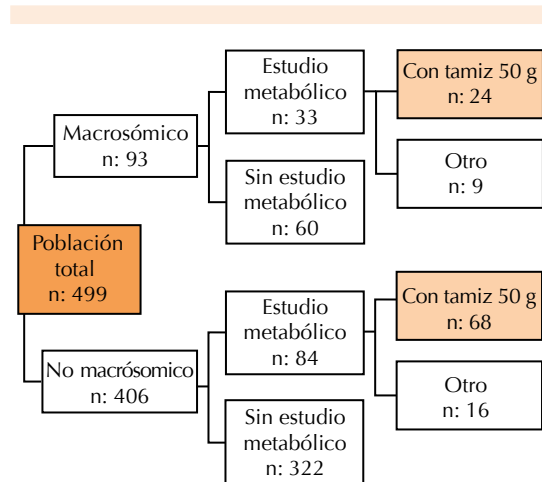 Población
total
n: 499
Macrosómico
n: 93
Estudio
metabólico
n: 33
Con tamiz 50 g
n: 24
Otro
n: 9
Sin estudio
metabólico
n: 60
No macrósomico
n: 406
Estudio
metabólico
n: 84
Con tamiz 50 g
n: 68
Otro
n: 16
Sin estudio
metabólico
n: 322